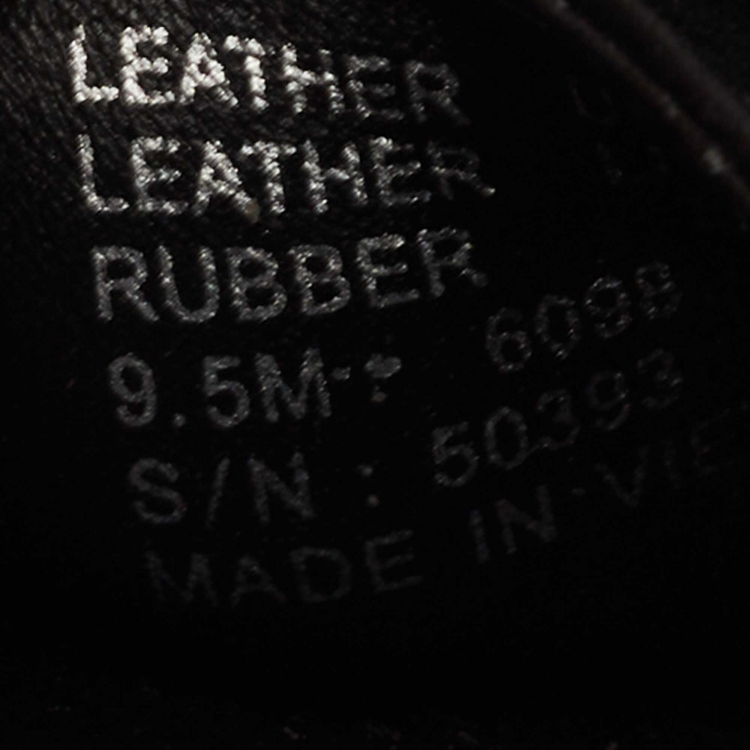 LEATHER
LEATHER
RUBBER
9.5M 6098
S/N : 50393
MADE IN VIE